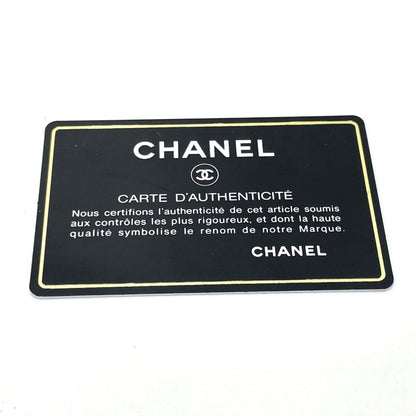 CHANEL
CARTE D'AUTHENTICITÉ
Nous certifions l'authenticité de cet article soumis
aux contrôles les plus rigoureux, et dont la haute
qualité symbolise le renom de notre Marque.
CHANEL